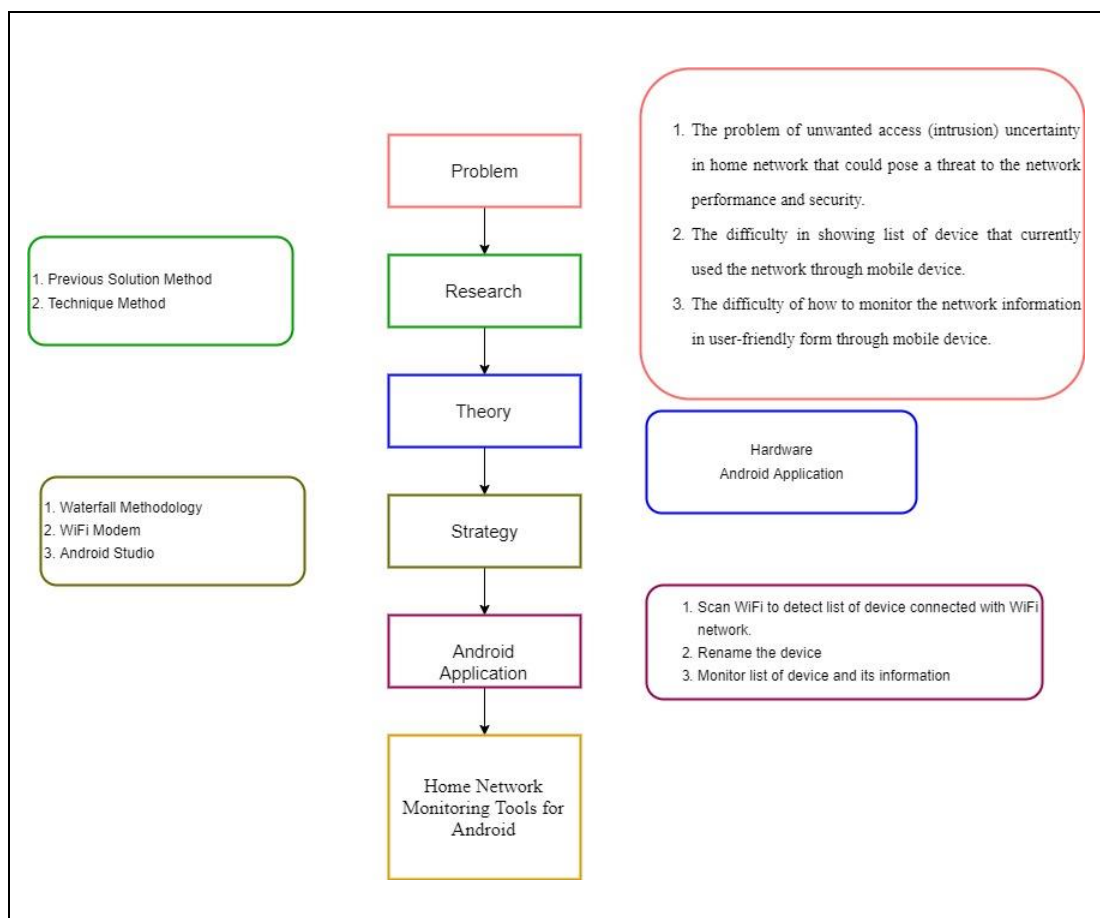 Problem
1. The problem of unwanted access (intrusion) uncertainty
in home network that could pose a threat to the network
performance and security.
2. The difficulty in showing list of device that currently
used the network through mobile device.
3. The difficulty of how to monitor the network information
in user-friendly form through mobile device.
1. Previous Solution Method
2. Technique Method
Research
Theory
Hardware
Android Application
1. Waterfall Methodology
2. WiFi Modem
3. Android Studio
Strategy
Android
Application
1. Scan WiFi to detect list of device connected with WiFi
network.
2. Rename the device
3. Monitor list of device and its information
Home Network
Monitoring Tools for
Android